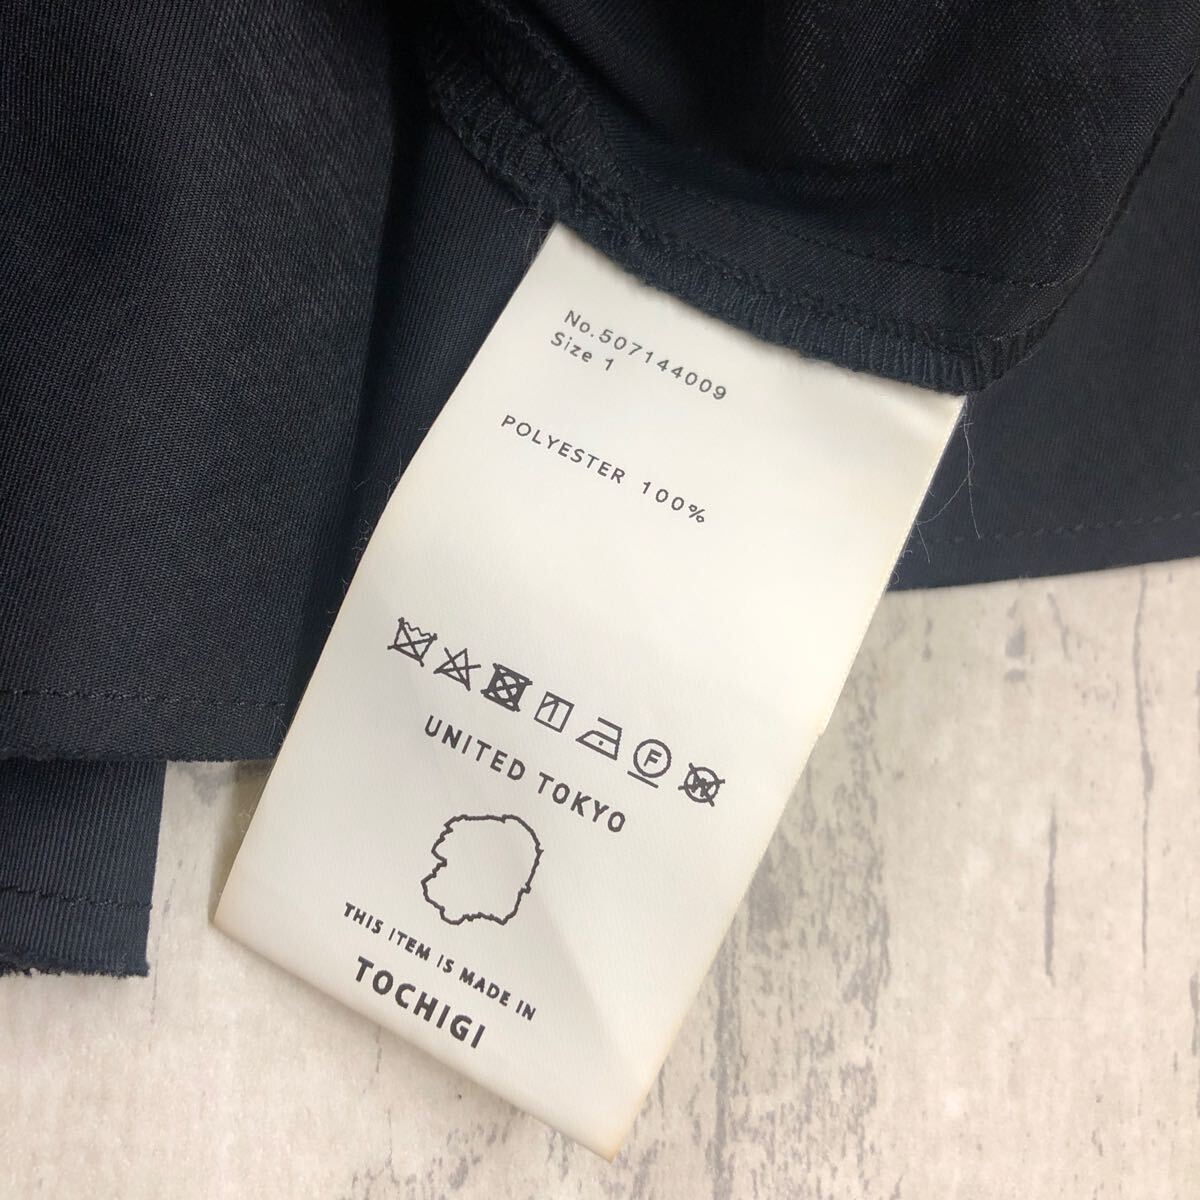 No.507144009
Size 1
POLYESTER 100%
F
W
UNITED TOKYO
THIS ITEM IS MADE IN
TOCHIGI